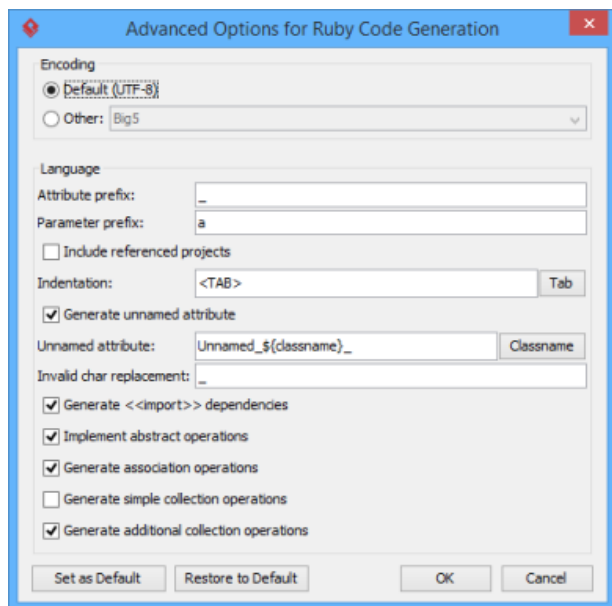 Advanced Options for Ruby Code Generation
Encoding
Default (UTF-8)
Other: Big5
Language
Attribute prefix: _
Parameter prefix: a
Include referenced projects
Indentation: <TAB> Tab
Generate unnamed attribute
Unnamed attribute: Unnamed_${classname}_ Classname
Invalid char replacement: _
Generate <<import>> dependencies
Implement abstract operations
Generate association operations
Generate simple collection operations
Generate additional collection operations
Set as Default Restore to Default OK Cancel